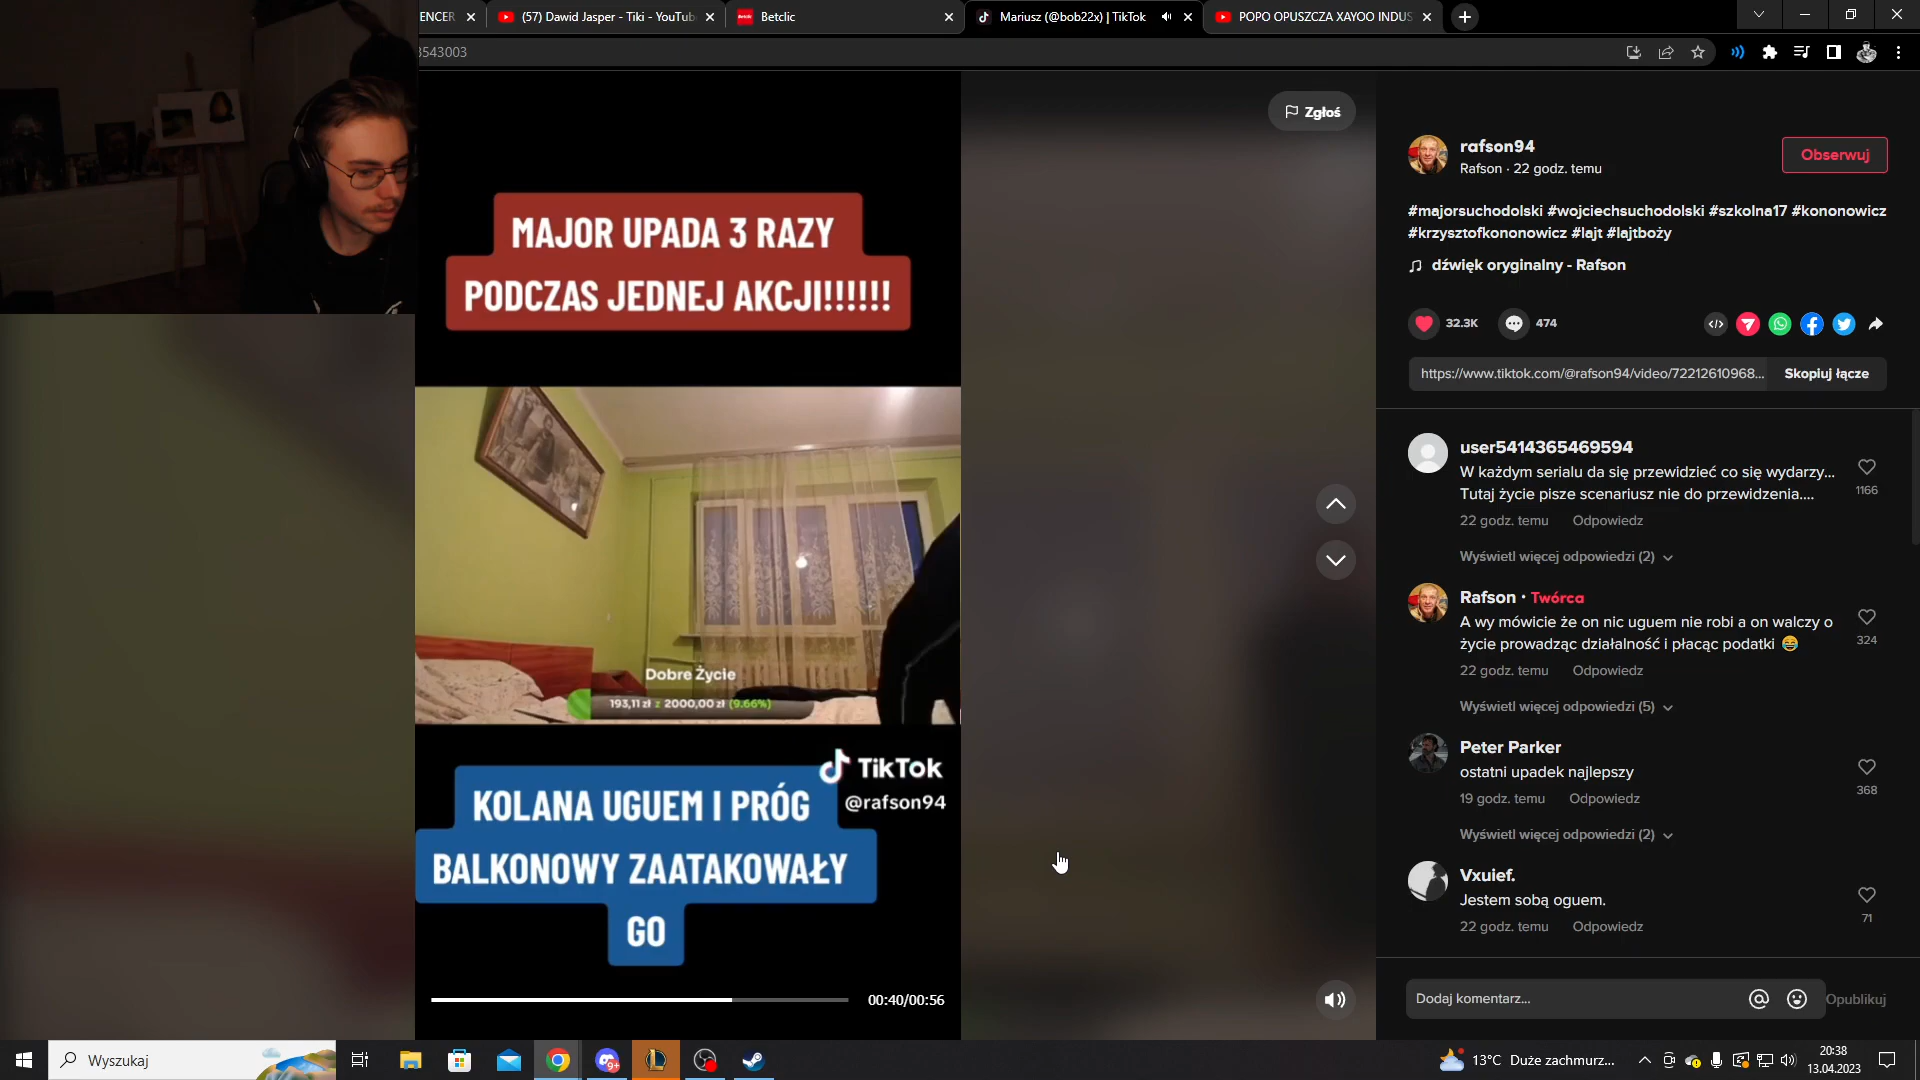 ENCER
(57) Dawid Jasper - Tiki - YouTub
Betclic
Mariusz (@bob22x) | TikTok
POPO OPUSZCZA XAYOO INDUS
3543003
Zgłoś
MAJOR UPADA 3 RAZY
PODCZAS JEDNEJ AKCJI!!!!!!
Dobre Życie
193,11 zł z 2000,00 zł (9.66%)
TikTok
@rafson94
KOLANA UGUEM I PRÓG
BALKONOWY ZAATAKOWAŁY
GO
00:40/00:56
rafson94
Rafson · 22 godz. temu
Obserwuj
#majorsuchodolski #wojciechsuchodolski #szkolna17 #kononowicz
#krzysztofkononowicz #lajt #lajtboży
dźwięk oryginalny - Rafson
32.3K
474
https://www.tiktok.com/@rafson94/video/72212610968...
Skopiuj łącze
user5414365469594
W każdym serialu da się przewidzieć co się wydarzy...
Tutaj życie pisze scenariusz nie do przewidzenia....
1166
22 godz. temu Odpowiedz
Wyświetl więcej odpowiedzi (2)
Rafson · Twórca
A wy mówicie że on nic uguem nie robi a on walczy o
życie prowadząc działalność i płacąc podatki 😂
324
22 godz. temu Odpowiedz
Wyświetl więcej odpowiedzi (5)
Peter Parker
ostatni upadek najlepszy
368
19 godz. temu Odpowiedz
Wyświetl więcej odpowiedzi (2)
Vxuief.
Jestem sobą oguem.
71
22 godz. temu Odpowiedz
Dodaj komentarz...
Opublikuj
Wyszukaj
9+
13°C Duże zachmurz...
20:38
13.04.2023